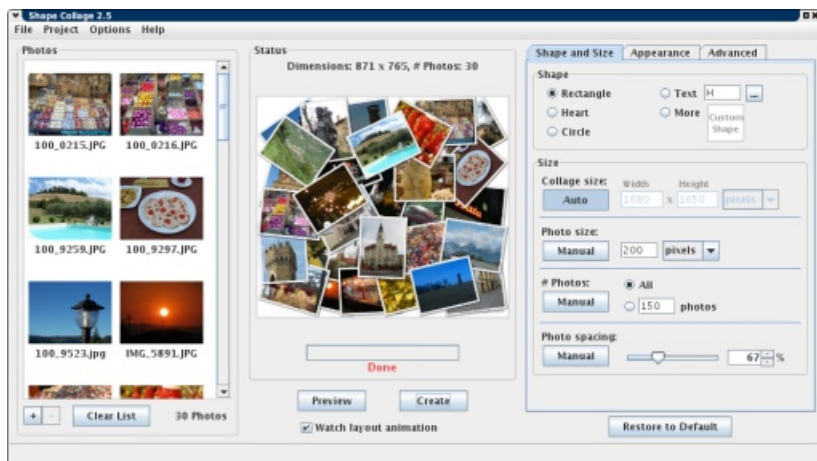 Shape Collage 2.5
File Project Options Help
Photos
100_0215.JPG 100_0216.JPG
100_9259.JPG 100_9297.JPG
100_9523.jpg IMG_5891.JPG
+ - Clear List 30 Photos
Status
Dimensions: 871 x 765, # Photos: 30
Done
Preview Create
Watch layout animation
Shape and Size Appearance Advanced
Shape
Rectangle Text H ...
Heart More Custom Shape
Circle
Size
Collage size: Width Height
Auto 1680 x 1650 pixels
Photo size:
Manual 200 pixels
# Photos: All
Manual 150 photos
Photo spacing:
Manual 67 %
Restore to Default